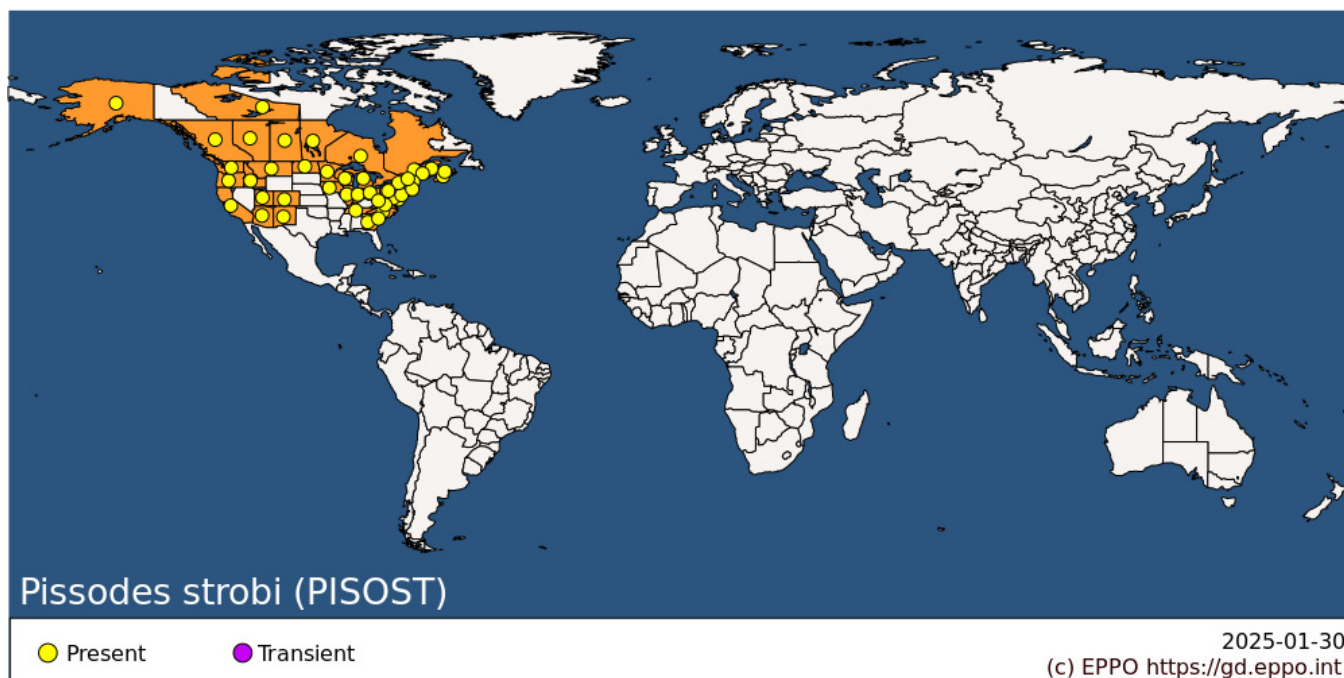 Pissodes strobi (PISOST)
Present
Transient
2025-01-30
(c) EPPO https://gd.eppo.int